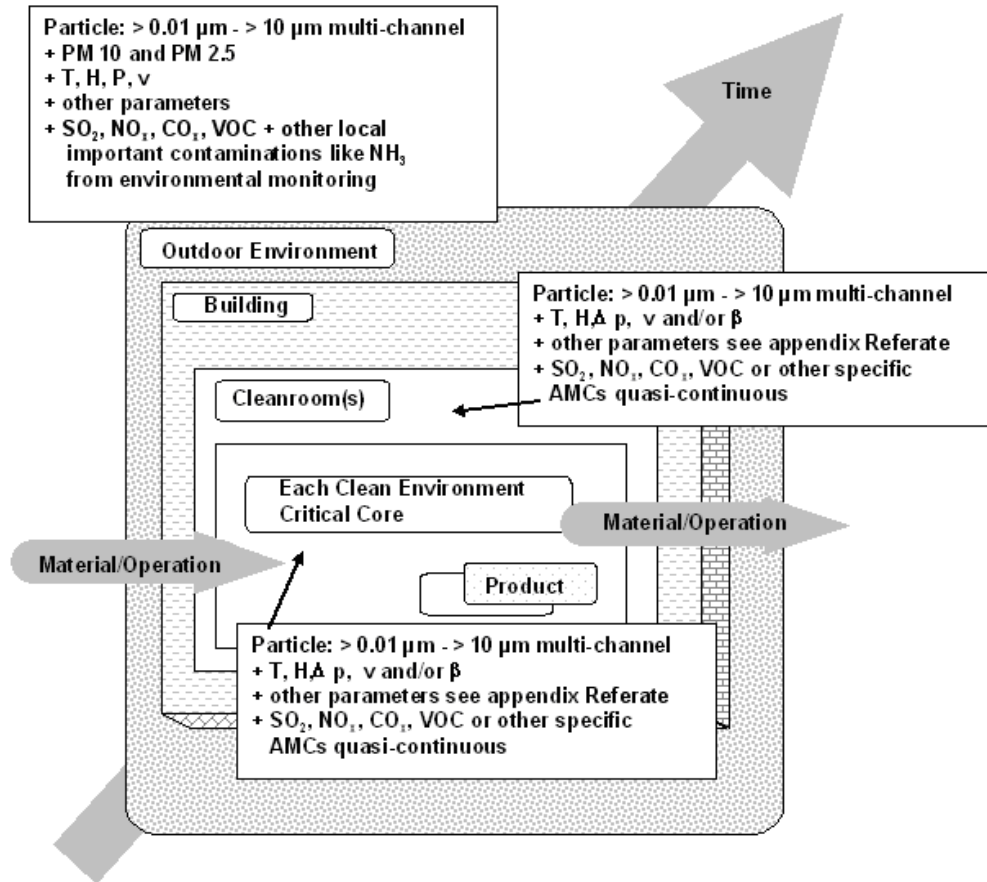 Particle: > 0.01 µm - > 10 µm multi-channel
+ PM 10 and PM 2.5
+ T, H, P, v
+ other parameters
+ SO₂, NOₓ, COₓ, VOC + other local
important contaminations like NH₃
from environmental monitoring
Time
Outdoor Environment
Building
Particle: > 0.01 µm - > 10 µm multi-channel
+ T, H,Δ p, v and/or β
+ other parameters see appendix Referate
+ SO₂, NOₓ, COₓ, VOC or other specific
AMCs quasi-continuous
Cleanroom(s)
Each Clean Environment
Critical Core
Material/Operation
Material/Operation
Product
Particle: > 0.01 µm - > 10 µm multi-channel
+ T, H,Δ p, v and/or β
+ other parameters see appendix Referate
+ SO₂, NOₓ, COₓ, VOC or other specific
AMCs quasi-continuous